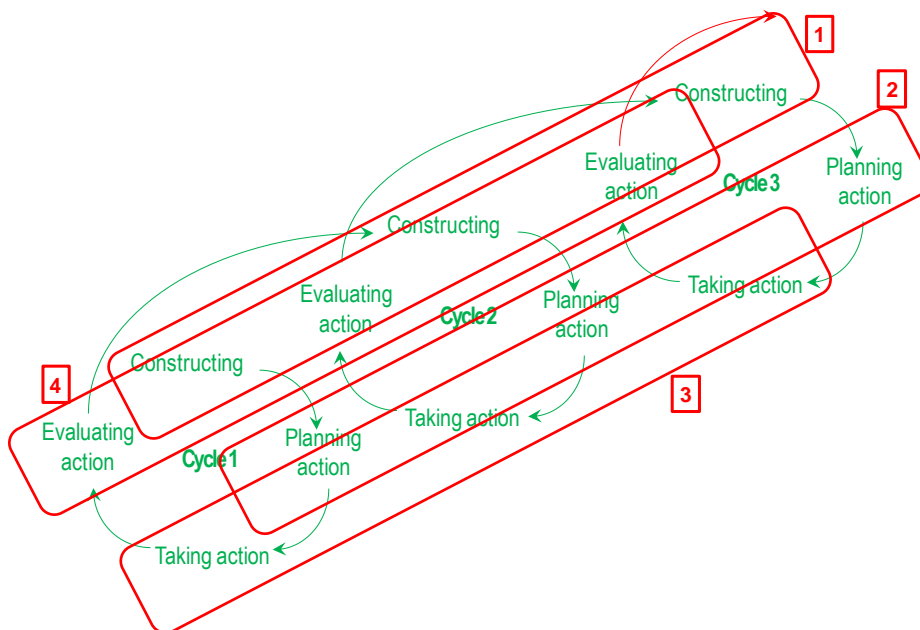 1
2
Constructing
Evaluating
action
Planning
action
Cycle 3
Constructing
Taking action
Evaluating
action
Planning
action
Cycle 2
Constructing
4
3
Taking action
Evaluating
action
Planning
action
Cycle 1
Taking action